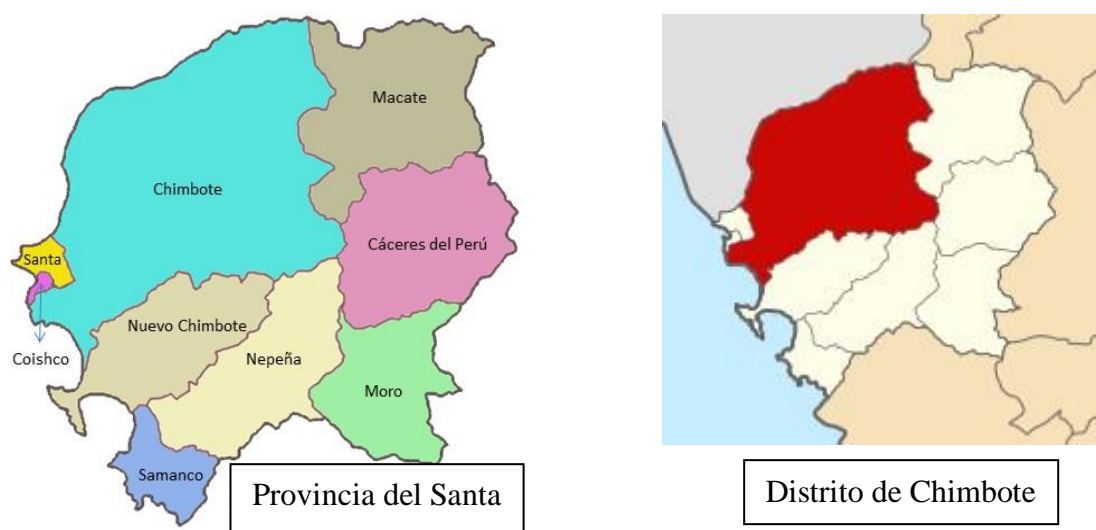 Macate
Chimbote
Cáceres del Perú
Santa
Nuevo Chimbote
Coishco
Nepeña
Moro
Samanco
Provincia del Santa
Distrito de Chimbote